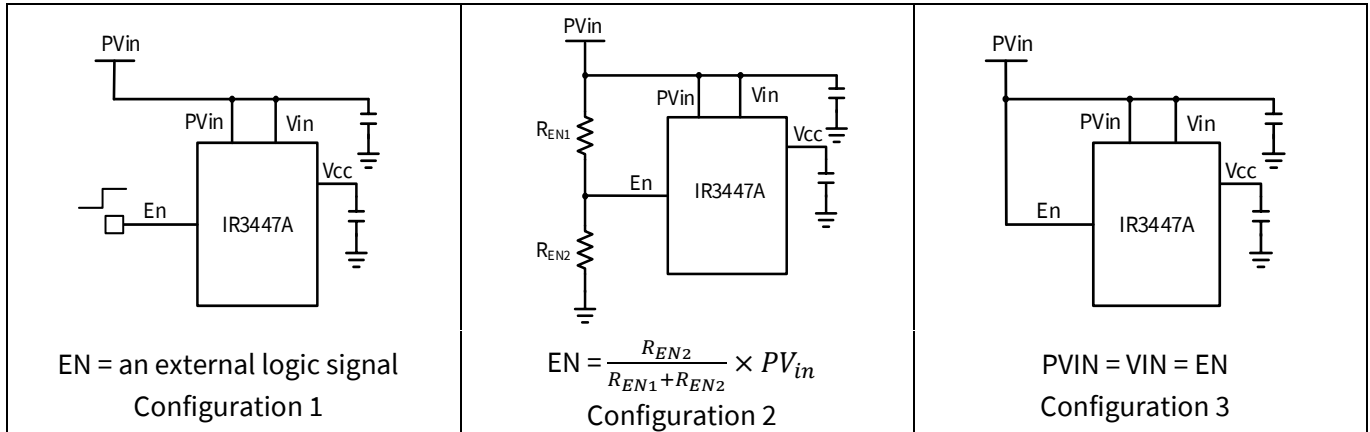 PVin
PVin
Vin
Vcc
En
IR3447A
EN = an external logic signal
Configuration 1
PVin
PVin
Vin
R_EN1
Vcc
En
IR3447A
R_EN2
EN = R_EN2 / (R_EN1+R_EN2) × PV_in
Configuration 2
PVin
PVin
Vin
Vcc
En
IR3447A
PVIN = VIN = EN
Configuration 3